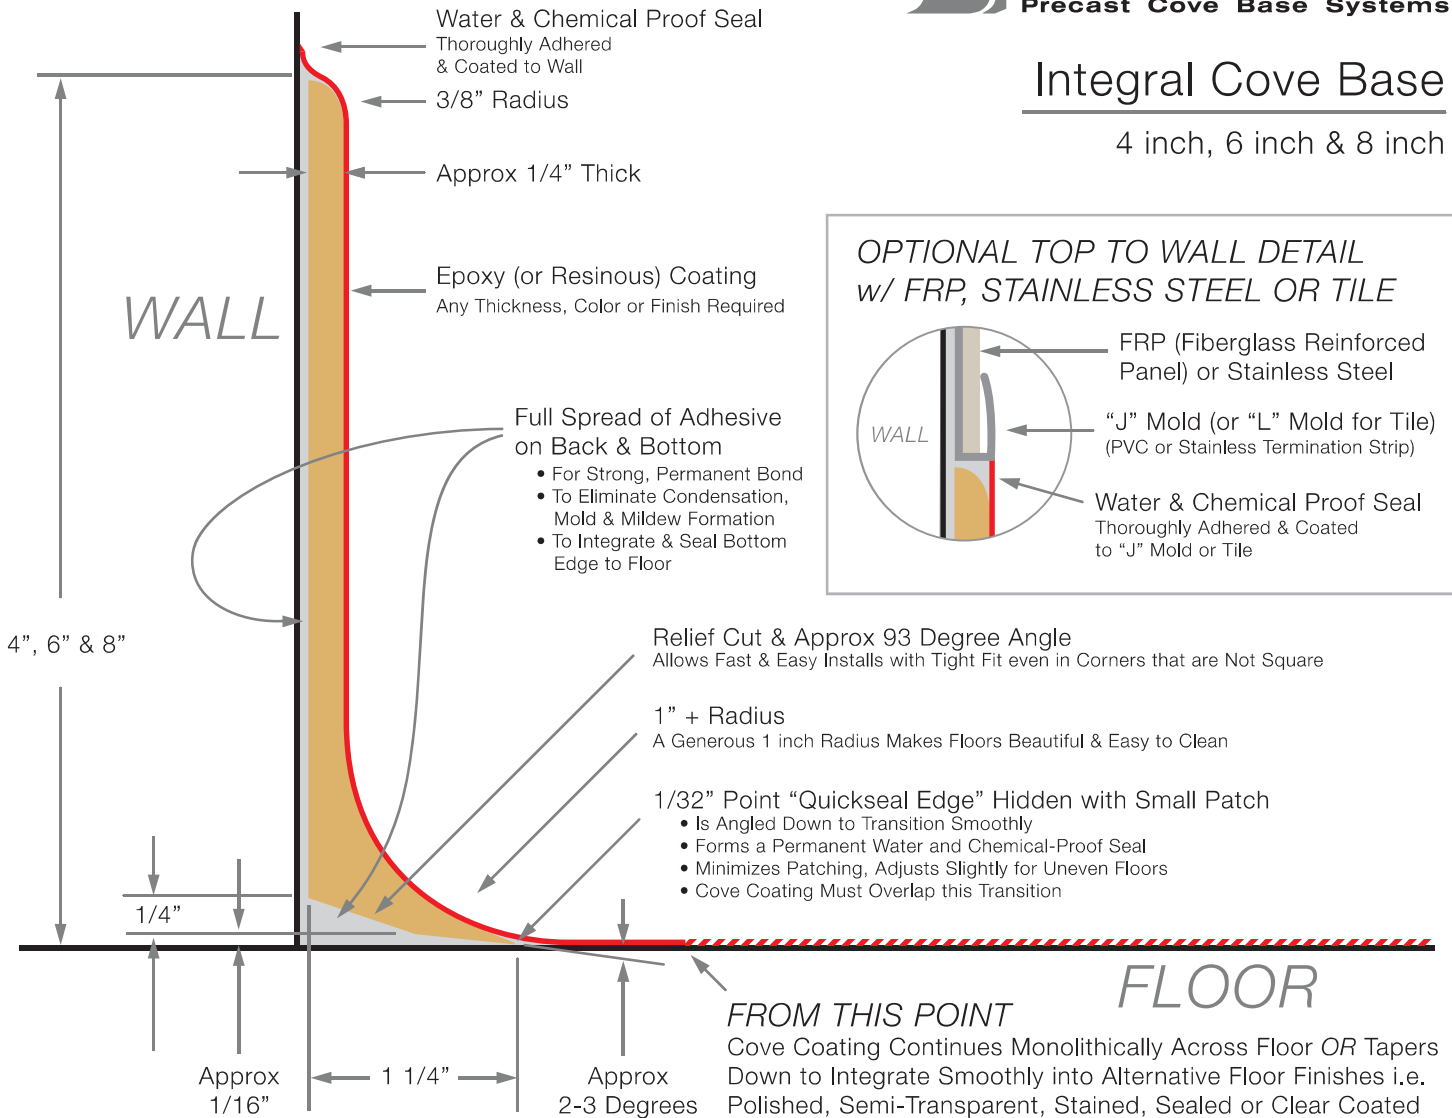 Precast Cove Base Systems
Integral Cove Base
4 inch, 6 inch & 8 inch
Water & Chemical Proof Seal
Thoroughly Adhered
& Coated to Wall
3/8” Radius
Approx 1/4” Thick
Epoxy (or Resinous) Coating
Any Thickness, Color or Finish Required
WALL
Full Spread of Adhesive
on Back & Bottom
• For Strong, Permanent Bond
• To Eliminate Condensation,
Mold & Mildew Formation
• To Integrate & Seal Bottom
Edge to Floor
OPTIONAL TOP TO WALL DETAIL
w/ FRP, STAINLESS STEEL OR TILE
FRP (Fiberglass Reinforced
Panel) or Stainless Steel
WALL
“J” Mold (or “L” Mold for Tile)
(PVC or Stainless Termination Strip)
Water & Chemical Proof Seal
Thoroughly Adhered & Coated
to “J” Mold or Tile
4”, 6” & 8”
Relief Cut & Approx 93 Degree Angle
Allows Fast & Easy Installs with Tight Fit even in Corners that are Not Square
1” + Radius
A Generous 1 inch Radius Makes Floors Beautiful & Easy to Clean
1/32” Point “Quickseal Edge” Hidden with Small Patch
• Is Angled Down to Transition Smoothly
• Forms a Permanent Water and Chemical-Proof Seal
• Minimizes Patching, Adjusts Slightly for Uneven Floors
• Cove Coating Must Overlap this Transition
1/4”
Approx
1/16”
1 1/4”
Approx
2-3 Degrees
FLOOR
FROM THIS POINT
Cove Coating Continues Monolithically Across Floor OR Tapers
Down to Integrate Smoothly into Alternative Floor Finishes i.e.
Polished, Semi-Transparent, Stained, Sealed or Clear Coated